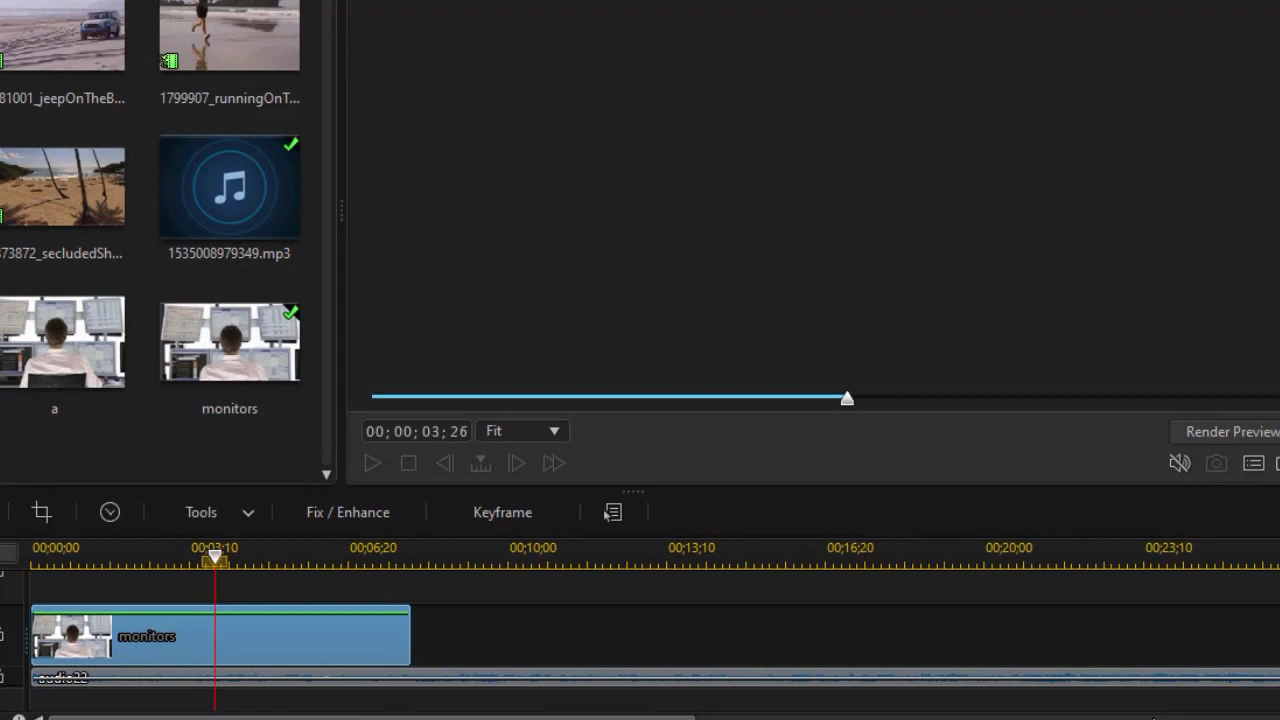 81001_jeepOnTheB...
1799907_runningOnT...
373872_secludedSh...
1535008979349.mp3
a
monitors
00; 00; 03; 26
Fit
Render Preview
Tools
Fix / Enhance
Keyframe
00;00;00
00;03;10
00;06;20
00;10;00
00;13;10
00;16;20
00;20;00
00;23;10
monitors
audio22